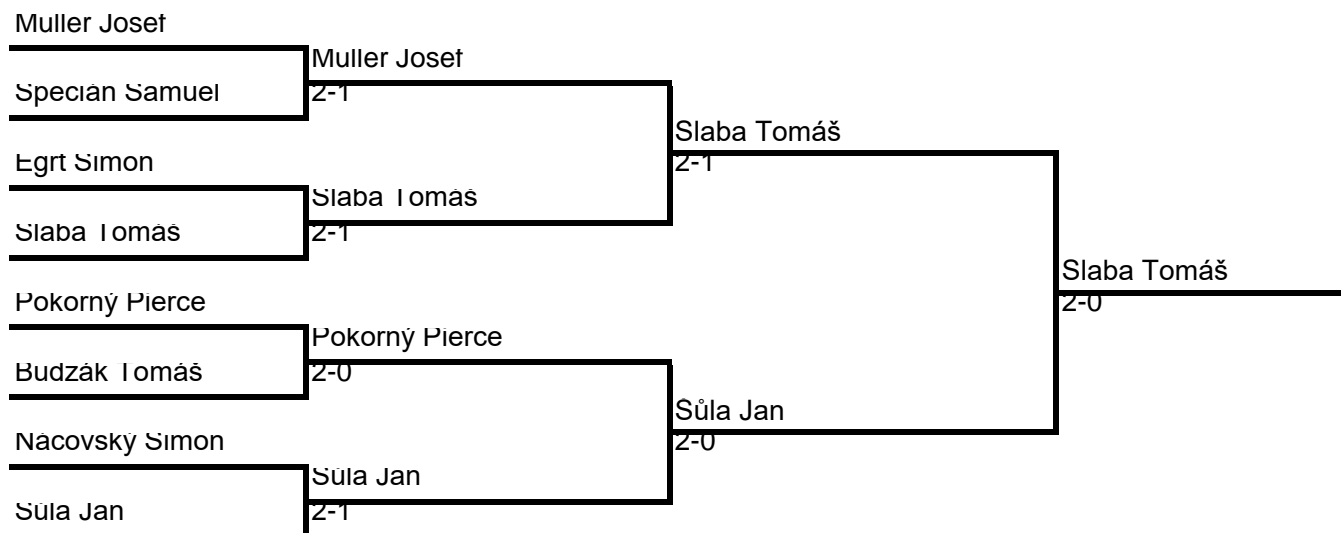 Muller Josef
Specián Samuel
Egrt Simon
Slaba Tomáš
Pokorný Pierce
Budzák Tomáš
Nácovský Simon
Sůla Jan
Muller Josef
2-1
Slaba Tomáš
2-1
Pokorný Pierce
2-0
Sůla Jan
2-1
Slaba Tomáš
2-1
Šůla Jan
2-0
Slaba Tomáš
2-0